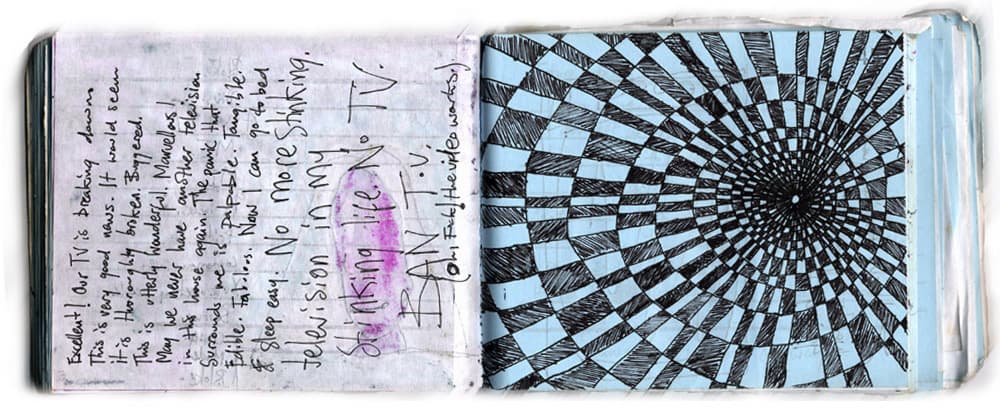 Excellent! Our TV is breaking down
This is very good news. It would seem
it is thoroughly broken. Buggered.
This is utterly wonderful. Marvellous!
May we never have another television
in this house again. The panic that
surrounds me is palpable. Tangible.
Edible. Fabulous. Now I can go to bed
& sleep easy. No more stinking
television in my
stinking life. No TV.
BAN T.V.
(Oh! Fuck! the video works)